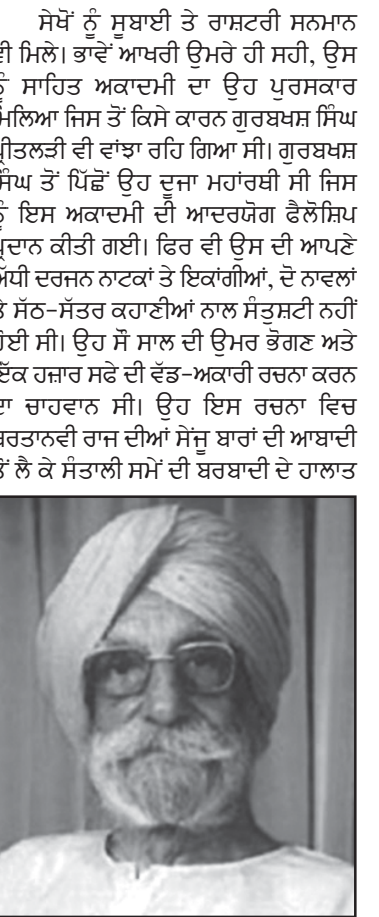 ਸੇਖੋਂ ਨੂੰ ਸੂਬਾਈ ਤੇ ਰਾਸ਼ਟਰੀ ਸਨਮਾਨ
ਵੀ ਮਿਲੇ। ਭਾਵੇਂ ਆਖਰੀ ਉਮਰੇ ਹੀ ਸਹੀ, ਉਸ
ਨੂੰ ਸਾਹਿਤ ਅਕਾਦਮੀ ਦਾ ਉਹ ਪੁਰਸਕਾਰ
ਮਿਲਿਆ ਜਿਸ ਤੋਂ ਕਿਸੇ ਕਾਰਨ ਗੁਰਬਖਸ਼ ਸਿੰਘ
ਪ੍ਰੀਤਲੜੀ ਵੀ ਵਾਂਝਾ ਰਹਿ ਗਿਆ ਸੀ। ਗੁਰਬਖਸ਼
ਸਿੰਘ ਤੋਂ ਪਿੱਛੋਂ ਉਹ ਦੂਜਾ ਮਹਾਂਰਥੀ ਸੀ ਜਿਸ
ਨੂੰ ਇਸ ਅਕਾਦਮੀ ਦੀ ਆਦਰਯੋਗ ਫੈਲੋਸ਼ਿਪ
ਪ੍ਰਦਾਨ ਕੀਤੀ ਗਈ। ਫਿਰ ਵੀ ਉਸ ਦੀ ਆਪਣੇ
ਅੱਧੀ ਦਰਜਨ ਨਾਟਕਾਂ ਤੇ ਇਕਾਂਗੀਆਂ, ਦੋ ਨਾਵਲਾਂ
ਤੇ ਸੱਠ-ਸੱਤਰ ਕਹਾਣੀਆਂ ਨਾਲ ਸੰਤੁਸ਼ਟੀ ਨਹੀਂ
ਹੋਈ ਸੀ। ਉਹ ਸੌ ਸਾਲ ਦੀ ਉਮਰ ਭੋਗਣ ਅਤੇ
ਇੱਕ ਹਜ਼ਾਰ ਸਫੇ ਦੀ ਵੱਡ-ਅਕਾਰੀ ਰਚਨਾ ਕਰਨ
ਦਾ ਚਾਹਵਾਨ ਸੀ। ਉਹ ਇਸ ਰਚਨਾ ਵਿਚ
ਬਰਤਾਨਵੀ ਰਾਜ ਦੀਆਂ ਸੇਂਜੂ ਬਾਰਾਂ ਦੀ ਆਬਾਦੀ
ਤੋਂ ਲੈ ਕੇ ਸੰਤਾਲੀ ਸਮੇਂ ਦੀ ਬਰਬਾਦੀ ਦੇ ਹਾਲਾਤ